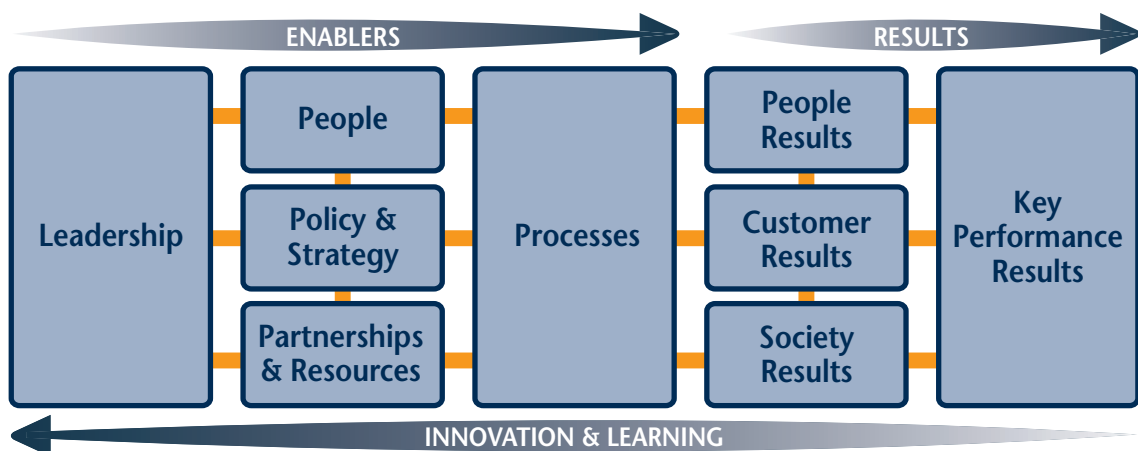 ENABLERS
RESULTS
Leadership
People
Policy &
Strategy
Partnerships
& Resources
Processes
People
Results
Customer
Results
Society
Results
Key
Performance
Results
INNOVATION & LEARNING